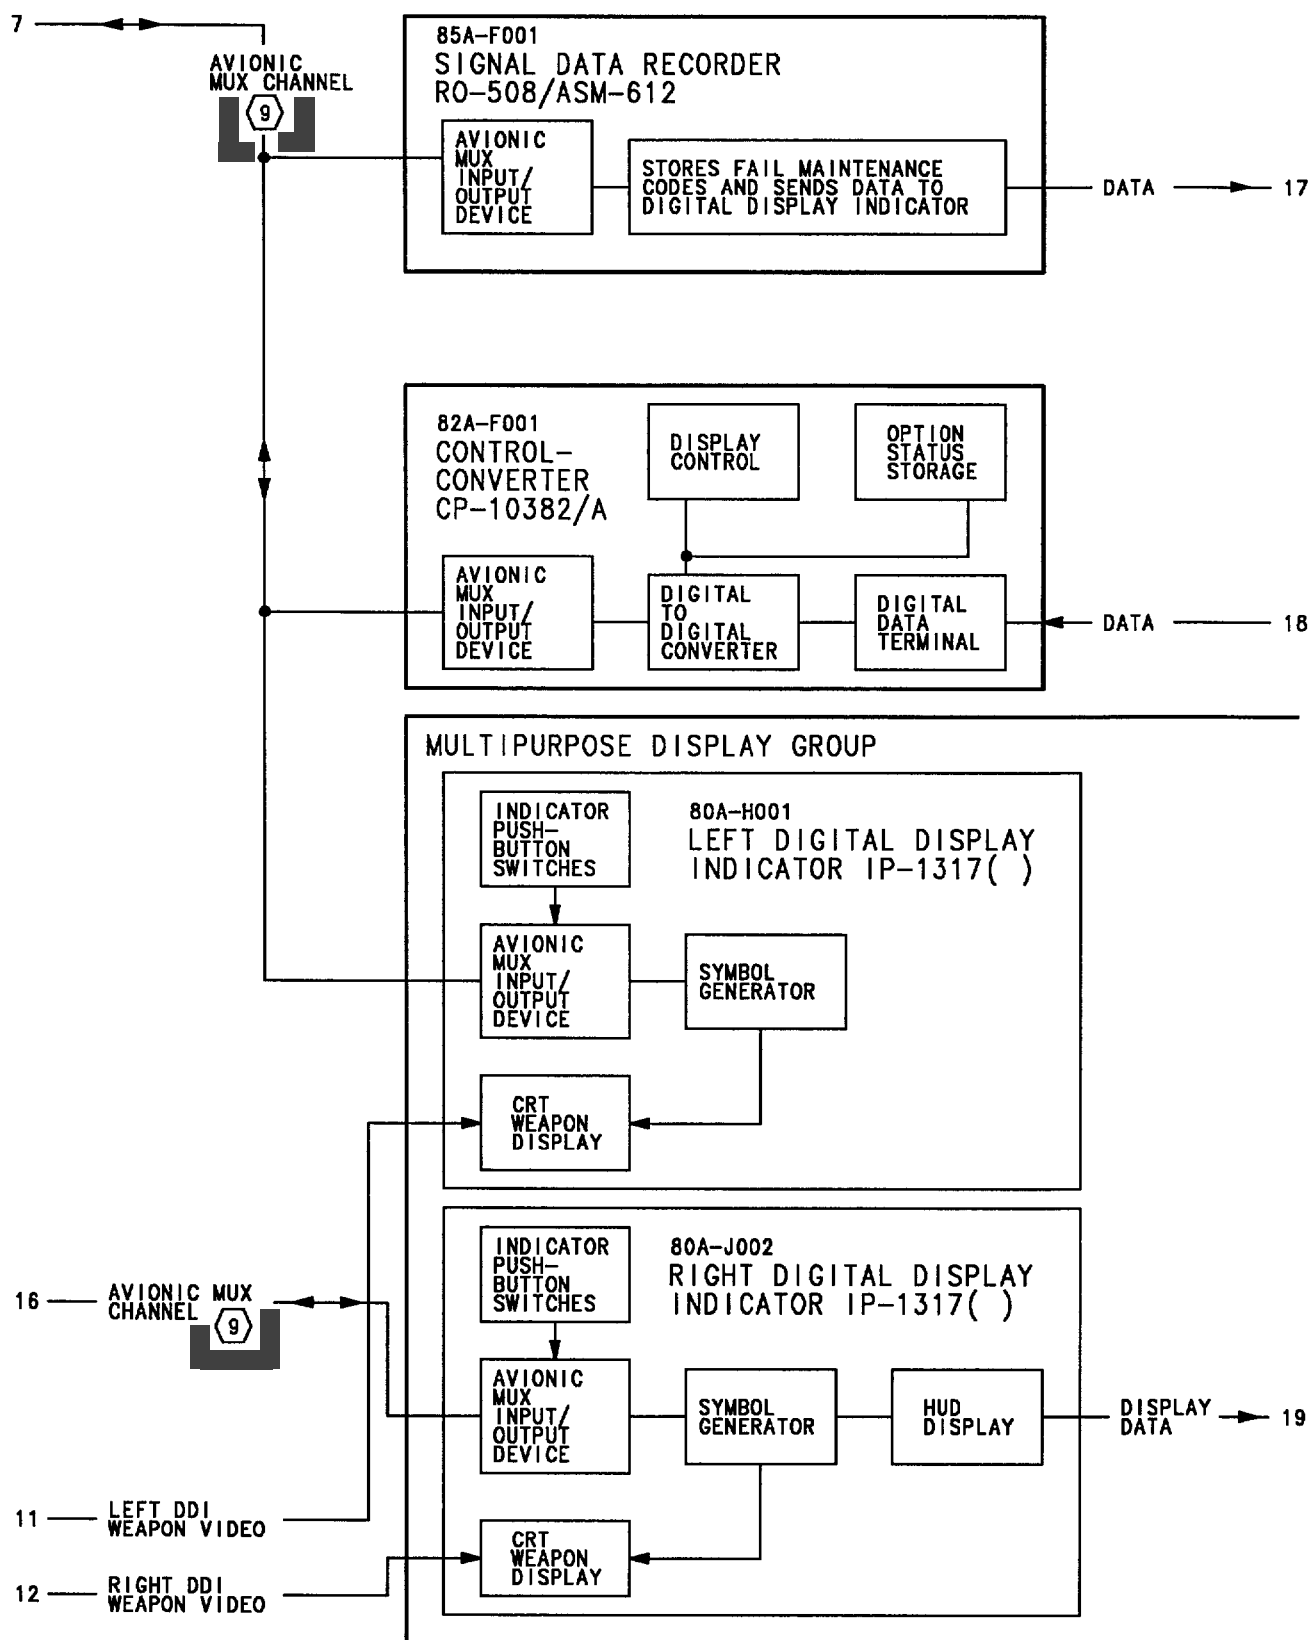 7
AVIONIC
MUX CHANNEL
9
85A-F001
SIGNAL DATA RECORDER
RO-508/ASM-612
AVIONIC
MUX
INPUT/
OUTPUT
DEVICE
STORES FAIL MAINTENANCE
CODES AND SENDS DATA TO
DIGITAL DISPLAY INDICATOR
DATA
17
82A-F001
CONTROL-
CONVERTER
CP-10382/A
DISPLAY
CONTROL
OPTION
STATUS
STORAGE
AVIONIC
MUX
INPUT/
OUTPUT
DEVICE
DIGITAL
TO
DIGITAL
CONVERTER
DIGITAL
DATA
TERMINAL
DATA
18
MULTIPURPOSE DISPLAY GROUP
INDICATOR
PUSH-
BUTTON
SWITCHES
80A-H001
LEFT DIGITAL DISPLAY
INDICATOR IP-1317( )
AVIONIC
MUX
INPUT/
OUTPUT
DEVICE
SYMBOL
GENERATOR
CRT
WEAPON
DISPLAY
INDICATOR
PUSH-
BUTTON
SWITCHES
80A-J002
RIGHT DIGITAL DISPLAY
INDICATOR IP-1317( )
16
AVIONIC MUX
CHANNEL
9
AVIONIC
MUX
INPUT/
OUTPUT
DEVICE
SYMBOL
GENERATOR
HUD
DISPLAY
DISPLAY
DATA
19
11
LEFT DDI
WEAPON VIDEO
CRT
WEAPON
DISPLAY
12
RIGHT DDI
WEAPON VIDEO